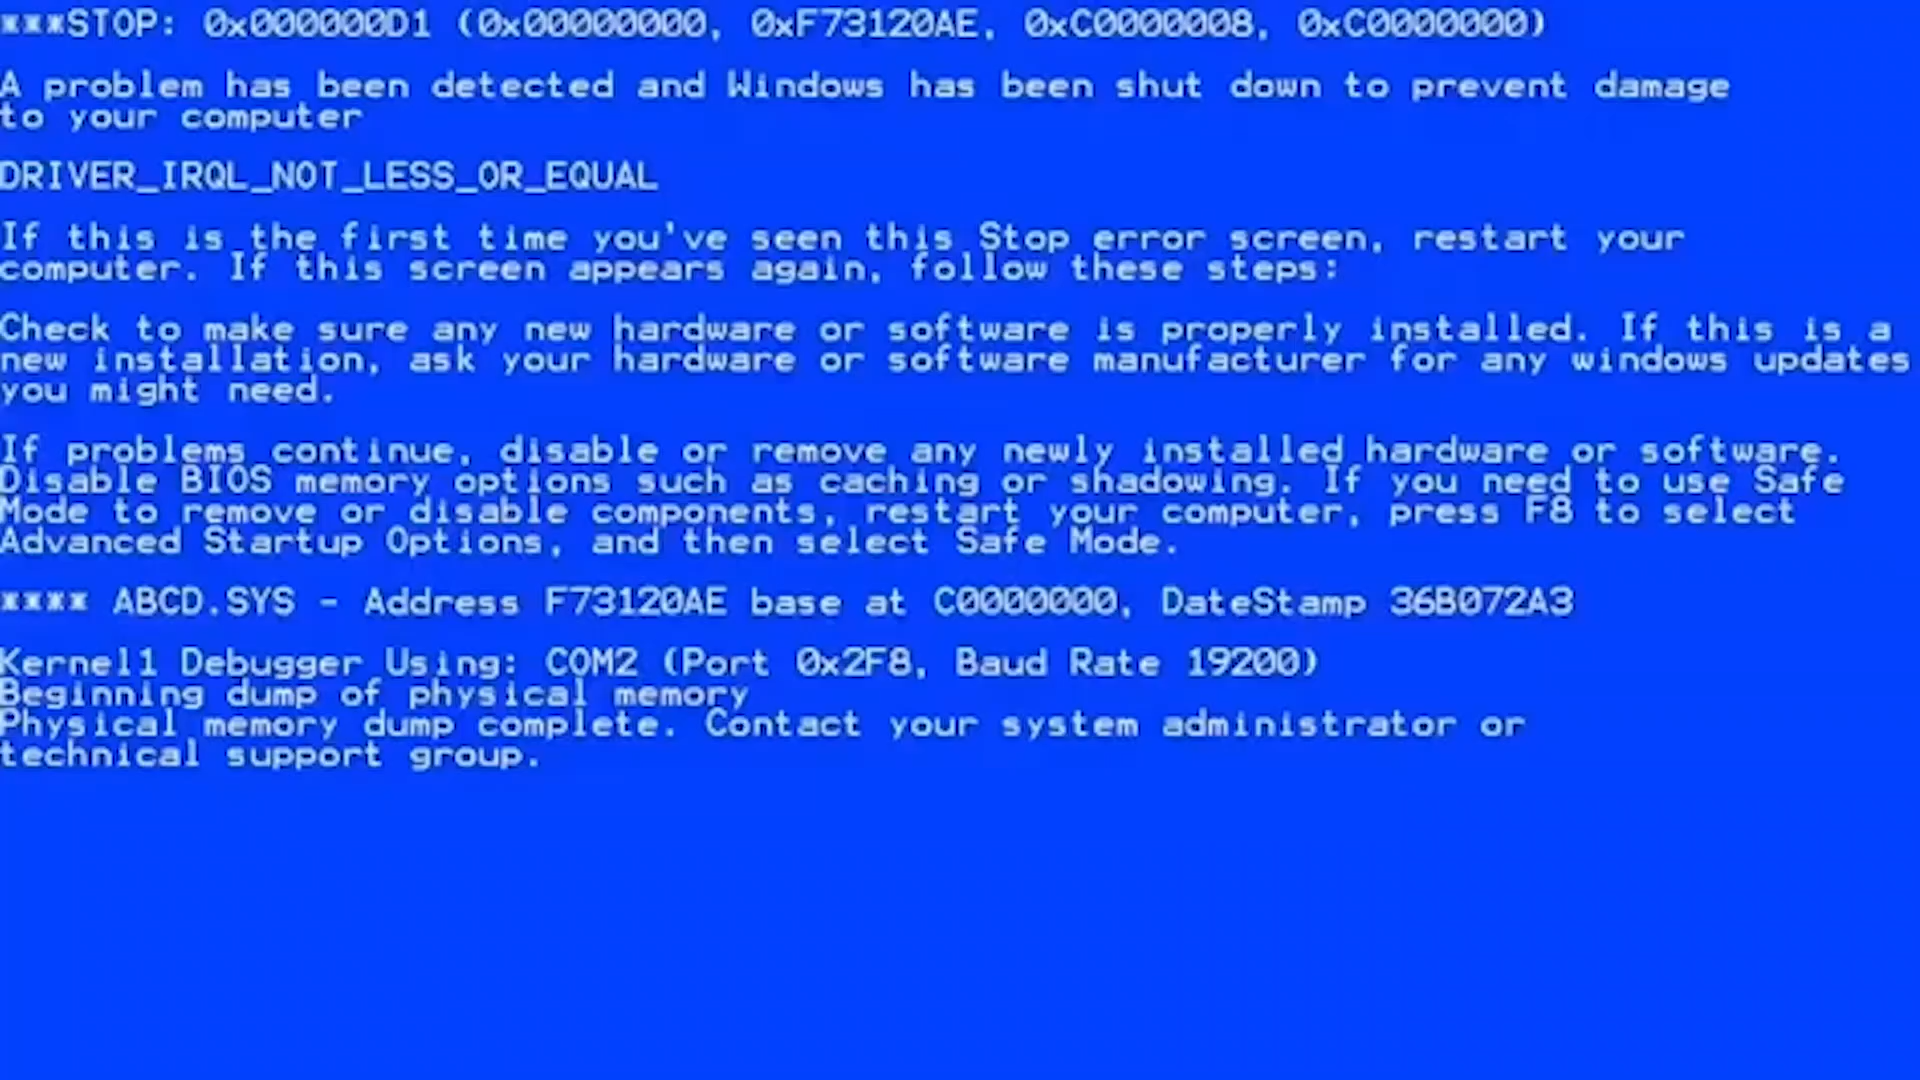 ***STOP: 0x000000D1 (0x00000000, 0xF73120AE, 0xC0000008, 0xC0000000)
A problem has been detected and Windows has been shut down to prevent damage
to your computer
DRIVER_IRQL_NOT_LESS_OR_EQUAL
If this is the first time you've seen this Stop error screen, restart your
computer. If this screen appears again, follow these steps:
Check to make sure any new hardware or software is properly installed. If this is a
new installation, ask your hardware or software manufacturer for any windows updates
you might need.
If problems continue, disable or remove any newly installed hardware or software.
Disable BIOS memory options such as caching or shadowing. If you need to use Safe
Mode to remove or disable components, restart your computer, press F8 to select
Advanced Startup Options, and then select Safe Mode.
**** ABCD.SYS - Address F73120AE base at C0000000, DateStamp 36B072A3
Kernel1 Debugger Using: COM2 (Port 0x2F8, Baud Rate 19200)
Beginning dump of physical memory
Physical memory dump complete. Contact your system administrator or
technical support group.